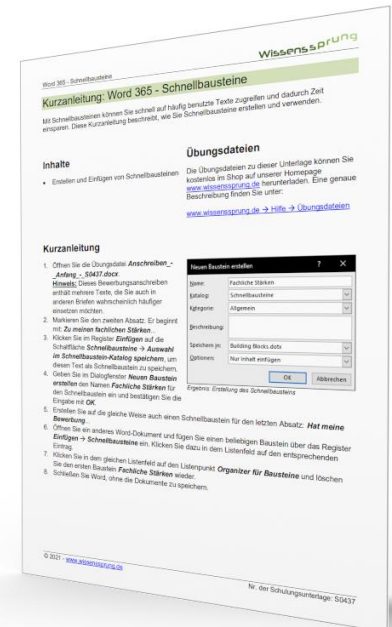 Wissenssprung
Word 365 - Schnellbausteine
Kurzanleitung: Word 365 - Schnellbausteine
Mit Schnellbausteinen können Sie schnell auf häufig benutzte Texte zugreifen und dadurch Zeit
einsparen. Diese Kurzanleitung beschreibt, wie Sie Schnellbausteine erstellen und verwenden.
Inhalte
• Erstellen und Einfügen von Schnellbausteinen
Übungsdateien
Die Übungsdateien zu dieser Unterlage können Sie
kostenlos im Shop auf unserer Homepage
www.wissenssprung.de herunterladen. Eine genaue
Beschreibung finden Sie unter:
www.wissenssprung.de → Hilfe → Übungsdateien
Kurzanleitung
1. Öffnen Sie die Übungsdatei Anschreiben_-
_Anfang_-_S0437.docx.
Hinweis: Dieses Bewerbungsanschreiben
enthält mehrere Texte, die Sie auch in
anderen Briefen wahrscheinlich häufiger
einsetzen möchten.
2. Markieren Sie den zweiten Absatz. Er beginnt
mit: Zu meinen fachlichen Stärken...
3. Klicken Sie im Register Einfügen auf die
Schaltfläche Schnellbausteine → Auswahl
im Schnellbaustein-Katalog speichern, um
diesen Text als Schnellbaustein zu speichern.
4. Geben Sie im Dialogfenster Neuen Baustein
erstellen den Namen Fachliche Stärken für
den Schnellbaustein ein und bestätigen Sie die
Eingabe mit OK.
Neuen Baustein erstellen ? ×
Name: Fachliche Stärken
Katalog: Schnellbausteine
Kategorie: Allgemein
Beschreibung:
Speichern in: Building Blocks.dotx
Optionen: Nur Inhalt einfügen
OK Abbrechen
Ergebnis: Erstellung des Schnellbausteins
5. Erstellen Sie auf die gleiche Weise auch einen Schnellbaustein für den letzten Absatz: Hat meine
Bewerbung...
6. Öffnen Sie ein anderes Word-Dokument und fügen Sie einen beliebigen Baustein über das Register
Einfügen → Schnellbausteine ein. Klicken Sie dazu in dem Listenfeld auf den entsprechenden
Eintrag.
7. Klicken Sie in dem gleichen Listenfeld auf den Listenpunkt Organizer für Bausteine und löschen
Sie den ersten Baustein Fachliche Stärken wieder.
8. Schließen Sie Word, ohne die Dokumente zu speichern.
© 2021 - www.wissenssprung.de
Nr. der Schulungsunterlage: S0437